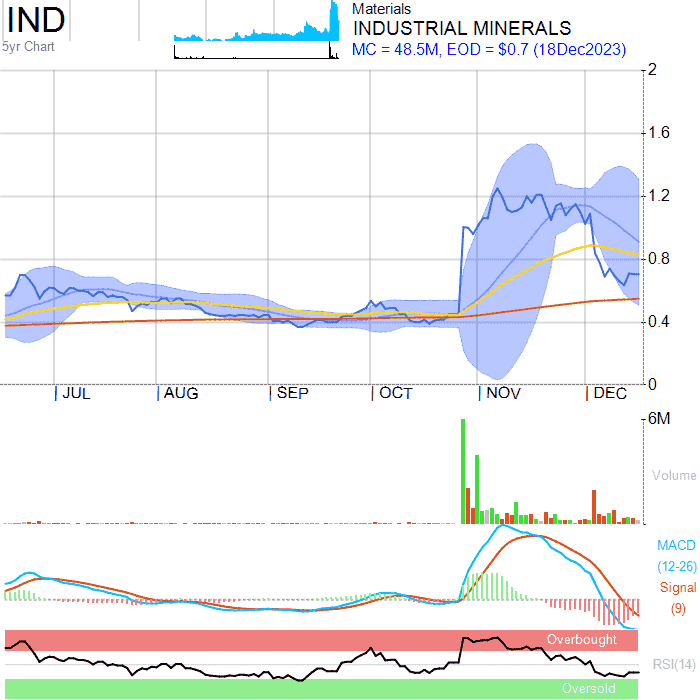 IND
5yr Chart
Materials
INDUSTRIAL MINERALS
MC = 48.5M, EOD = $0.7 (18Dec2023)
2
1.6
1.2
0.8
0.4
0
JUL AUG SEP OCT NOV DEC
6M
Volume
MACD
(12-26)
Signal
(9)
Overbought
RSI(14)
Oversold